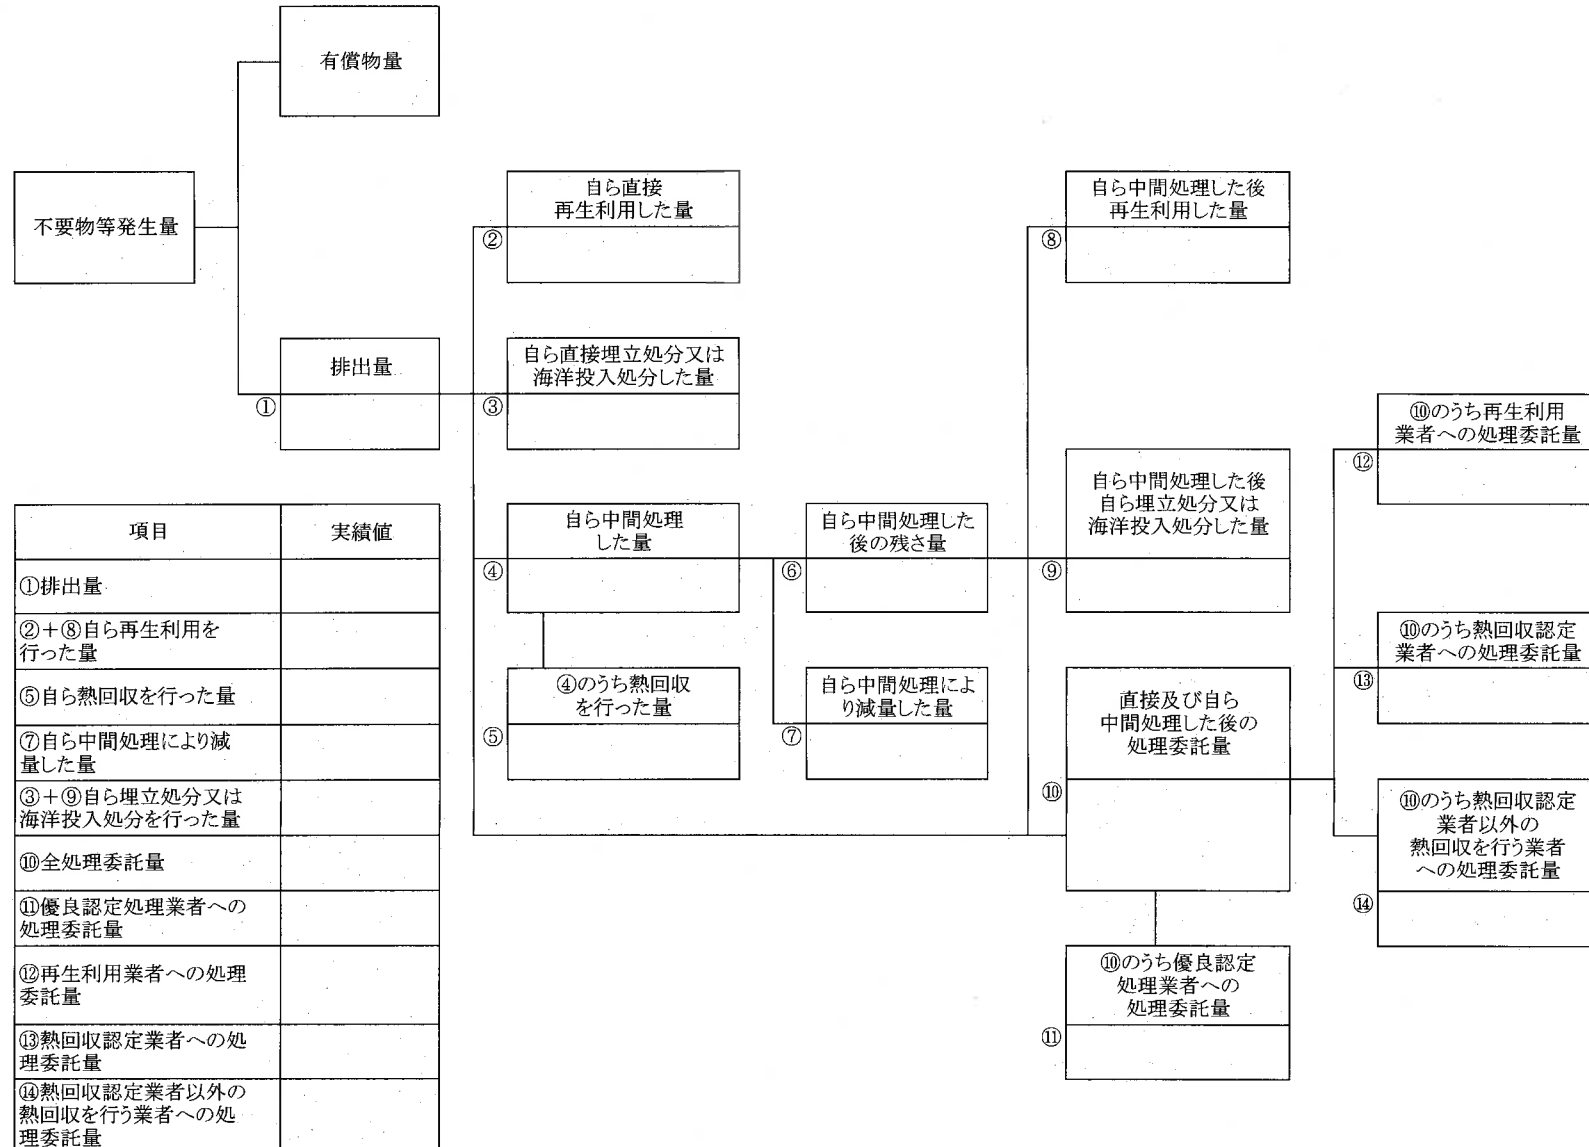 有償物量
不要物等発生量
排出量
①
自ら直接
再生利用した量
②
自ら直接埋立処分又は
海洋投入処分した量
③
自ら中間処理
した量
④
④のうち熱回収
を行った量
⑤
自ら中間処理した
後の残さ量
⑥
自ら中間処理によ
り減量した量
⑦
自ら中間処理した後
再生利用した量
⑧
自ら中間処理した後
自ら埋立処分又は
海洋投入処分した量
⑨
直接及び自ら
中間処理した後の
処理委託量
⑩
⑩のうち優良認定
処理業者への
処理委託量
⑪
⑩のうち再生利用
業者への処理委託量
⑫
⑩のうち熱回収認定
業者への処理委託量
⑬
⑩のうち熱回収認定
業者以外の
熱回収を行う業者
への処理委託量
⑭
項目 実績値
①排出量
②+⑧自ら再生利用を
行った量
⑤自ら熱回収を行った量
⑦自ら中間処理により減
量した量
③+⑨自ら埋立処分又は
海洋投入処分を行った量
⑩全処理委託量
⑪優良認定処理業者への
処理委託量
⑫再生利用業者への処理
委託量
⑬熱回収認定業者への処
理委託量
⑭熱回収認定業者以外の
熱回収を行う業者への処
理委託量